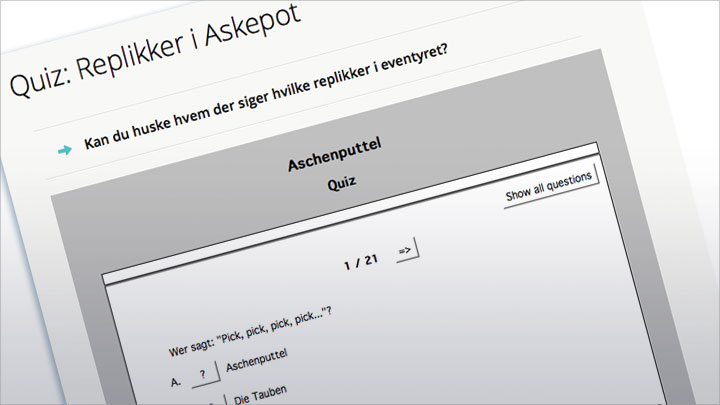 Quiz: Replikker i Askepot
Kan du huske hvem der siger hvilke replikker i eventyret?
Aschenputtel
Quiz
Show all questions
1 / 21 =>
Wer sagt: "Pick, pick, pick, pick..."?
A. ? Aschenputtel
Die Tauben